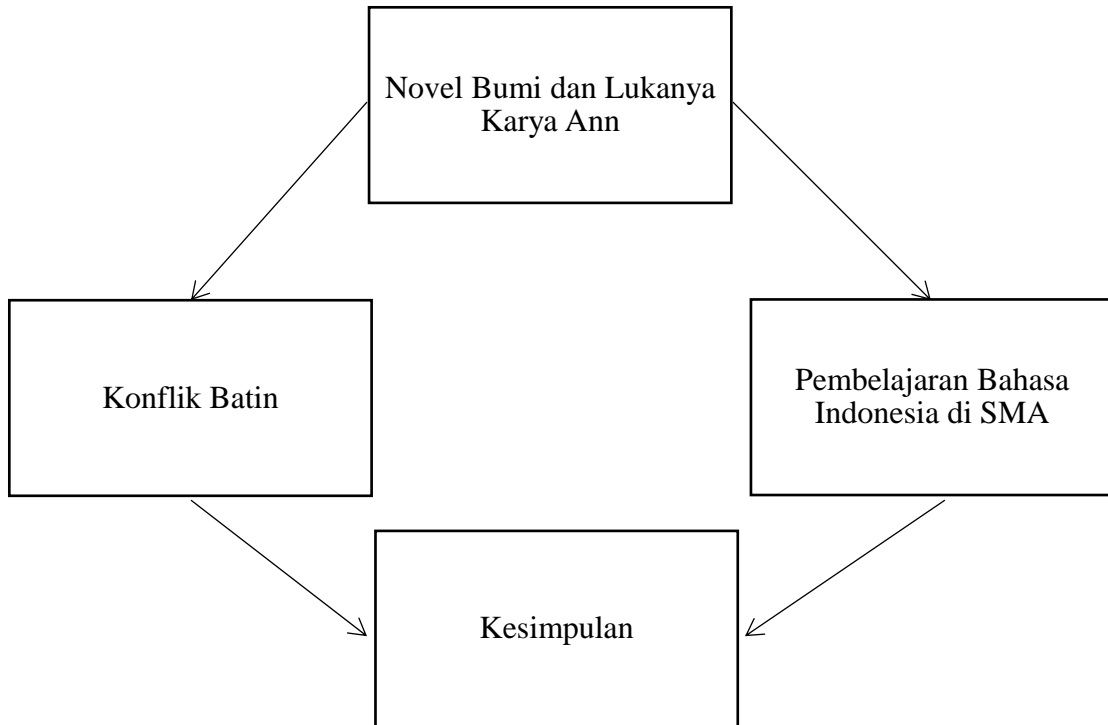 Novel Bumi dan Lukanya
Karya Ann
Konflik Batin
Pembelajaran Bahasa
Indonesia di SMA
Kesimpulan